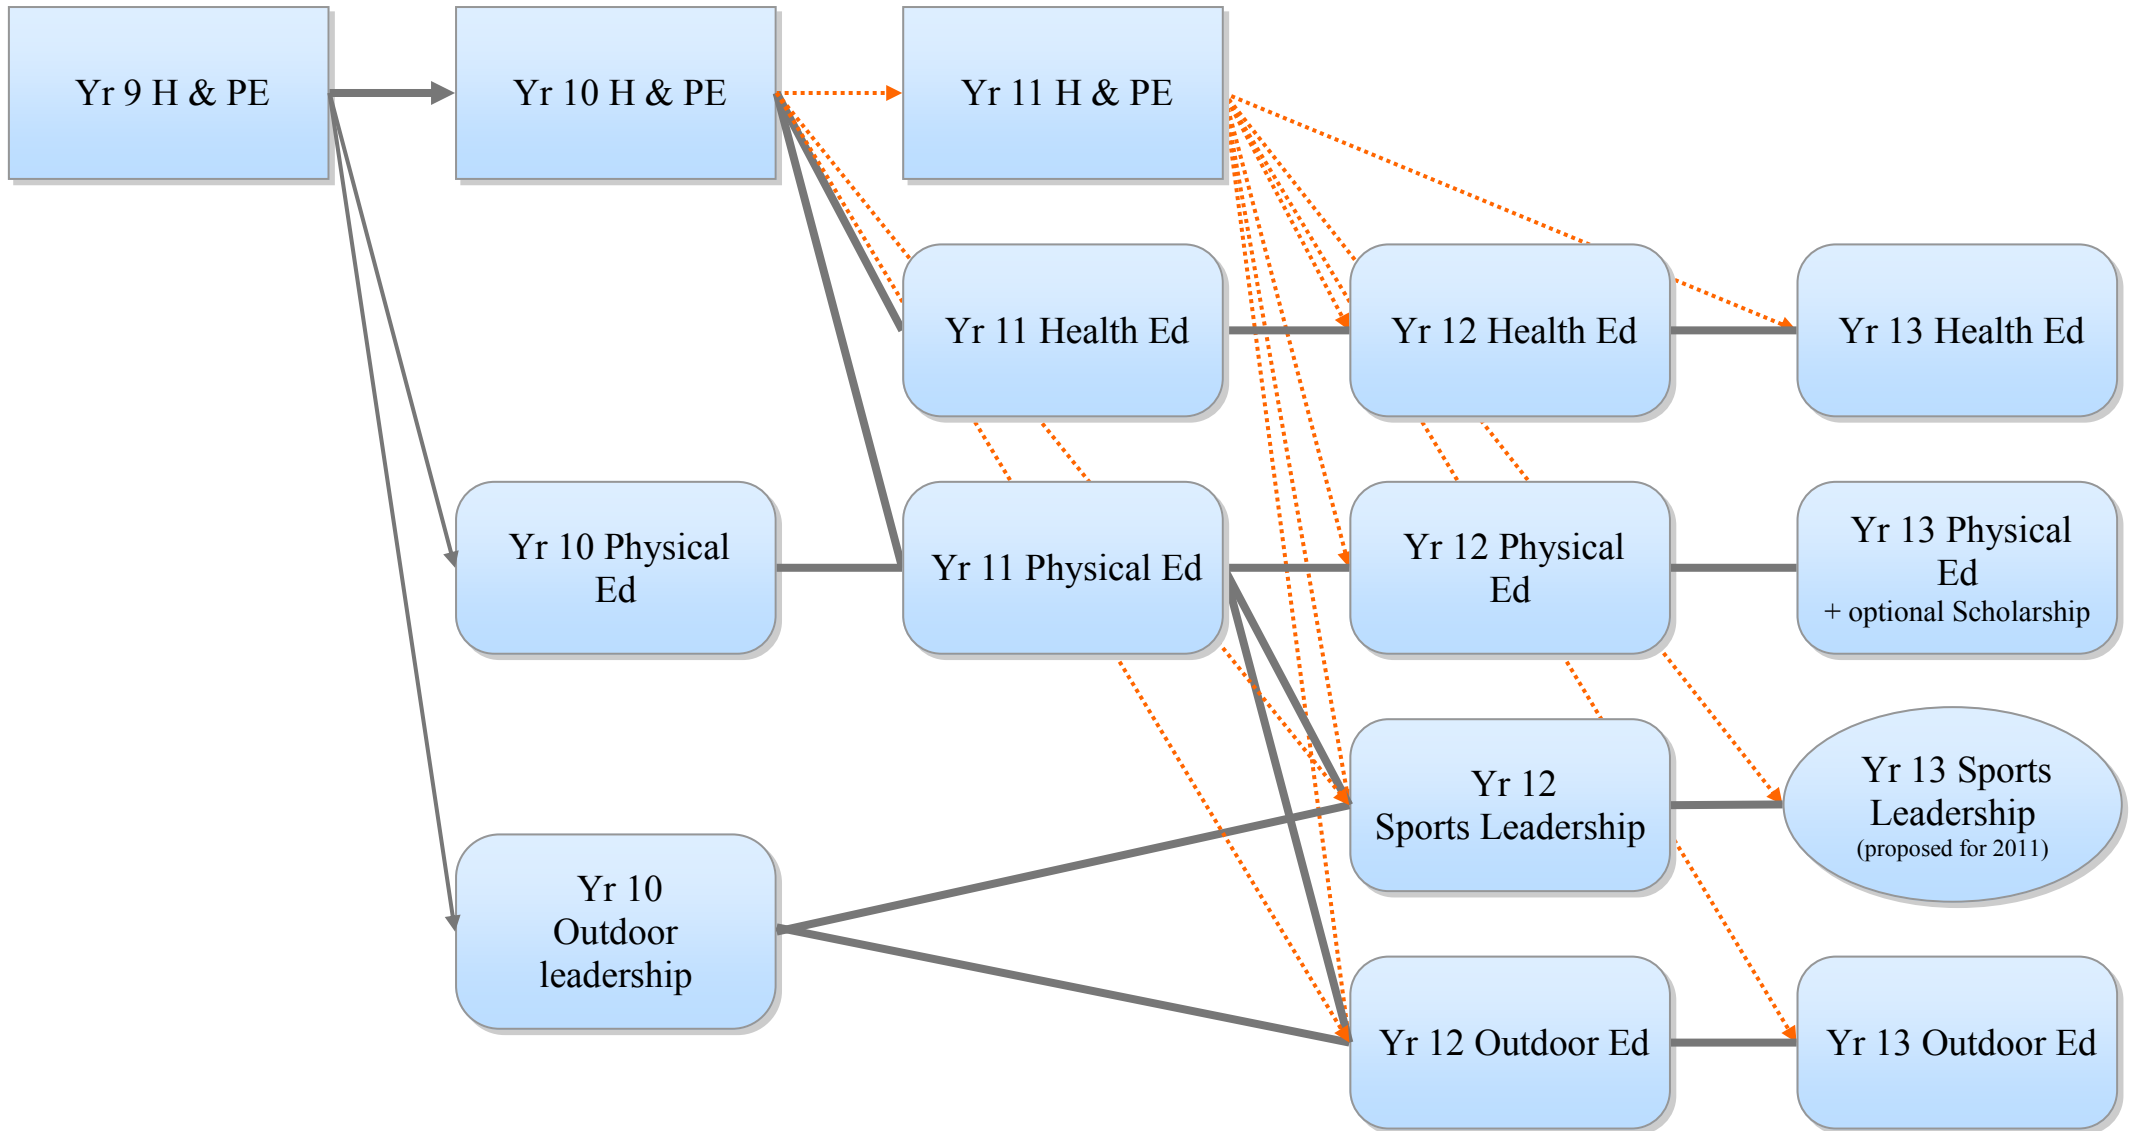 Yr 9 H & PE
Yr 10 H & PE
Yr 11 H & PE
Yr 11 Health Ed
Yr 12 Health Ed
Yr 13 Health Ed
Yr 10 Physical
Ed
Yr 11 Physical Ed
Yr 12 Physical
Ed
Yr 13 Physical
Ed
+ optional Scholarship
Yr 12
Sports Leadership
Yr 13 Sports
Leadership
(proposed for 2011)
Yr 10
Outdoor
leadership
Yr 12 Outdoor Ed
Yr 13 Outdoor Ed